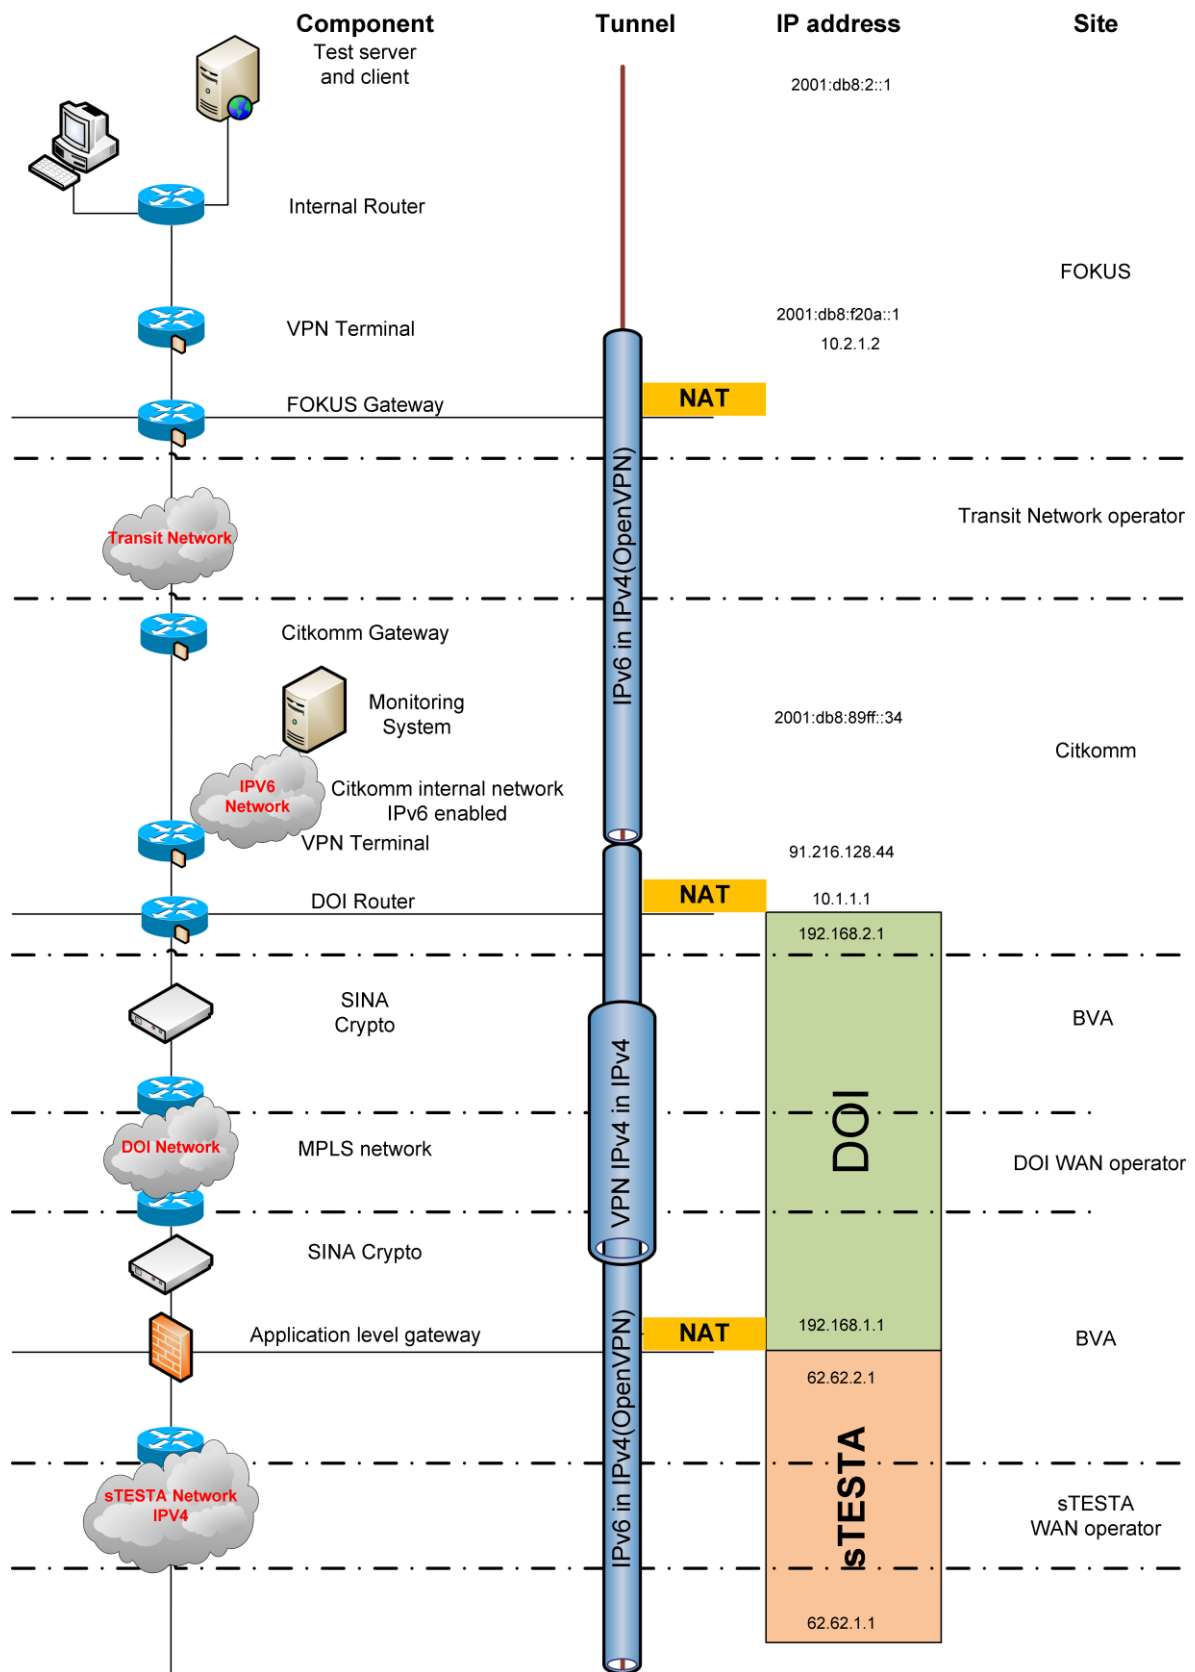 Component
Tunnel
IP address
Site
Test server
and client
2001:db8:2::1
Internal Router
FOKUS
2001:db8:f20a::1
VPN Terminal
10.2.1.2
NAT
FOKUS Gateway
IPv6 in IPv4(OpenVPN)
Transit Network
Transit Network operator
Citkomm Gateway
Monitoring
System
2001:db8:89ff::34
Citkomm
IPV6
Network
Citkomm internal network
IPv6 enabled
VPN Terminal
91.216.128.44
NAT
DOI Router
10.1.1.1
192.168.2.1
SINA
Crypto
BVA
VPN IPv4 in IPv4
DOI
DOI Network
MPLS network
DOI WAN operator
SINA Crypto
Application level gateway
NAT
192.168.1.1
BVA
62.62.2.1
IPv6 in IPv4(OpenVPN)
sTESTA
sTESTA Network
IPV4
sTESTA
WAN operator
62.62.1.1